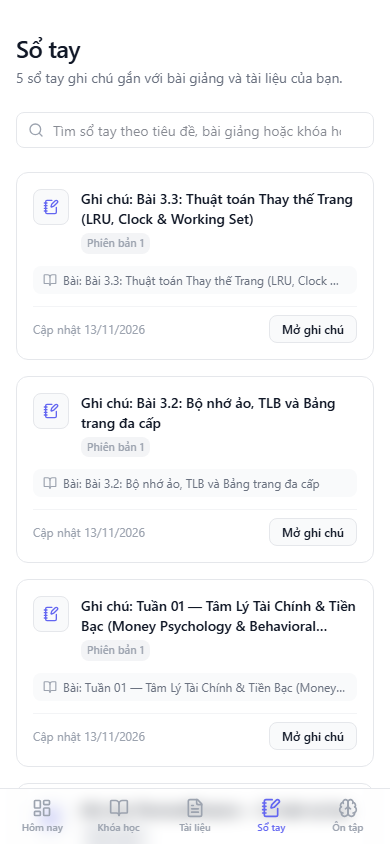 Sổ tay
5 sổ tay ghi chú gắn với bài giảng và tài liệu của bạn.
Tìm sổ tay theo tiêu đề, bài giảng hoặc khóa
Ghi chú: Bài 3.3: Thuật toán Thay thế Trang
(LRU, Clock & Working Set)
Phiên bản 1
Bài: Bài 3.3: Thuật toán Thay thế Trang (LRU, Clock ...
Cập nhật 13/11/2026
Mở ghi chú
Ghi chú: Bài 3.2: Bộ nhớ ảo, TLB và Bảng
trang đa cấp
Phiên bản 1
Bài: Bài 3.2: Bộ nhớ ảo, TLB và Bảng trang đa cấp
Cập nhật 13/11/2026
Mở ghi chú
Ghi chú: Tuần 01 — Tâm Lý Tài Chính & Tiền
Bạc (Money Psychology & Behavioral...
Phiên bản 1
Bài: Tuần 01 — Tâm Lý Tài Chính & Tiền Bạc (Money...
Cập nhật 13/11/2026
Mở ghi chú
Hôm nay
Khóa học
Tài liệu
Sổ tay
Ôn tập